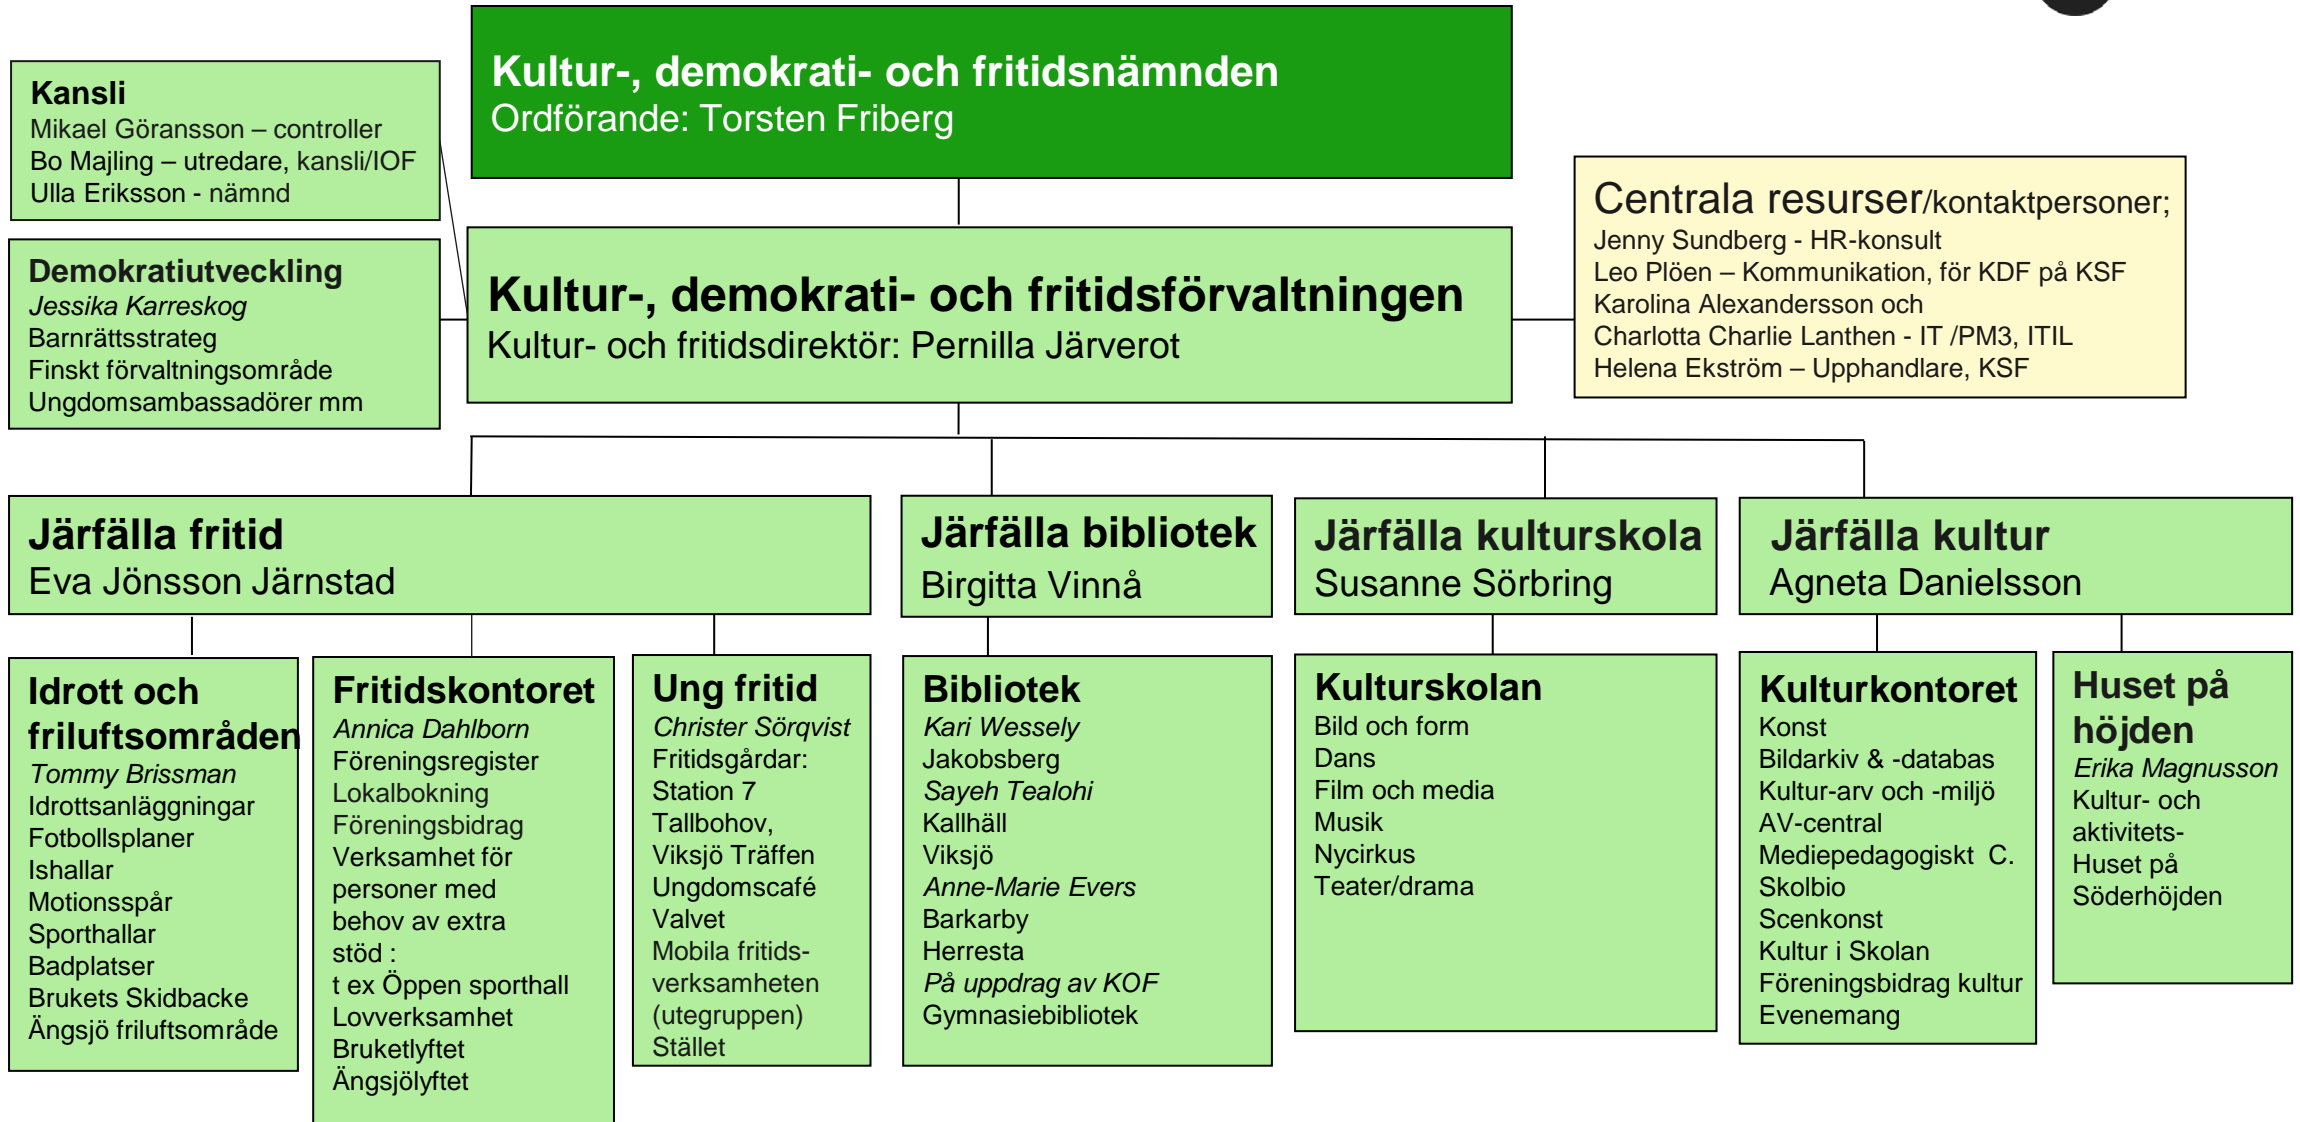 Kultur-, demokrati- och fritidsnämnden
Ordförande: Torsten Friberg
Kansli
Mikael Göransson – controller
Bo Majling – utredare, kansli/IOF
Ulla Eriksson - nämnd
Demokratiutveckling
Jessika Karreskog
Barnrättsstrateg
Finskt förvaltningsområde
Ungdomsambassadörer mm
Kultur-, demokrati- och fritidsförvaltningen
Kultur- och fritidsdirektör: Pernilla Järverot
Centrala resurser/kontaktpersoner;
Jenny Sundberg - HR-konsult
Leo Plöen – Kommunikation, för KDF på KSF
Karolina Alexandersson och
Charlotta Charlie Lanthen - IT /PM3, ITIL
Helena Ekström – Upphandlare, KSF
Järfälla fritid
Eva Jönsson Järnstad
Järfälla bibliotek
Birgitta Vinnå
Järfälla kulturskola
Susanne Sörbring
Järfälla kultur
Agneta Danielsson
Idrott och
friluftsområden
Tommy Brissman
Idrottsanläggningar
Fotbollsplaner
Ishallar
Motionsspår
Sporthallar
Badplatser
Brukets Skidbacke
Ängsjö friluftsområde
Fritidskontoret
Annica Dahlborn
Föreningsregister
Lokalbokning
Föreningsbidrag
Verksamhet för
personer med
behov av extra
stöd :
t ex Öppen sporthall
Lovverksamhet
Bruketlyftet
Ängsjölyftet
Ung fritid
Christer Sörqvist
Fritidsgårdar:
Station 7
Tallbohov,
Viksjö Träffen
Ungdomscafé
Valvet
Mobila fritids-
verksamheten
(utegruppen)
Stället
Bibliotek
Kari Wessely
Jakobsberg
Sayeh Tealohi
Kallhäll
Viksjö
Anne-Marie Evers
Barkarby
Herresta
På uppdrag av KOF
Gymnasiebibliotek
Kulturskolan
Bild och form
Dans
Film och media
Musik
Nycirkus
Teater/drama
Kulturkontoret
Konst
Bildarkiv & -databas
Kultur-arv och -miljö
AV-central
Mediepedagogiskt C.
Skolbio
Scenkonst
Kultur i Skolan
Föreningsbidrag kultur
Evenemang
Huset på
höjden
Erika Magnusson
Kultur- och
aktivitets-
Huset på
Söderhöjden